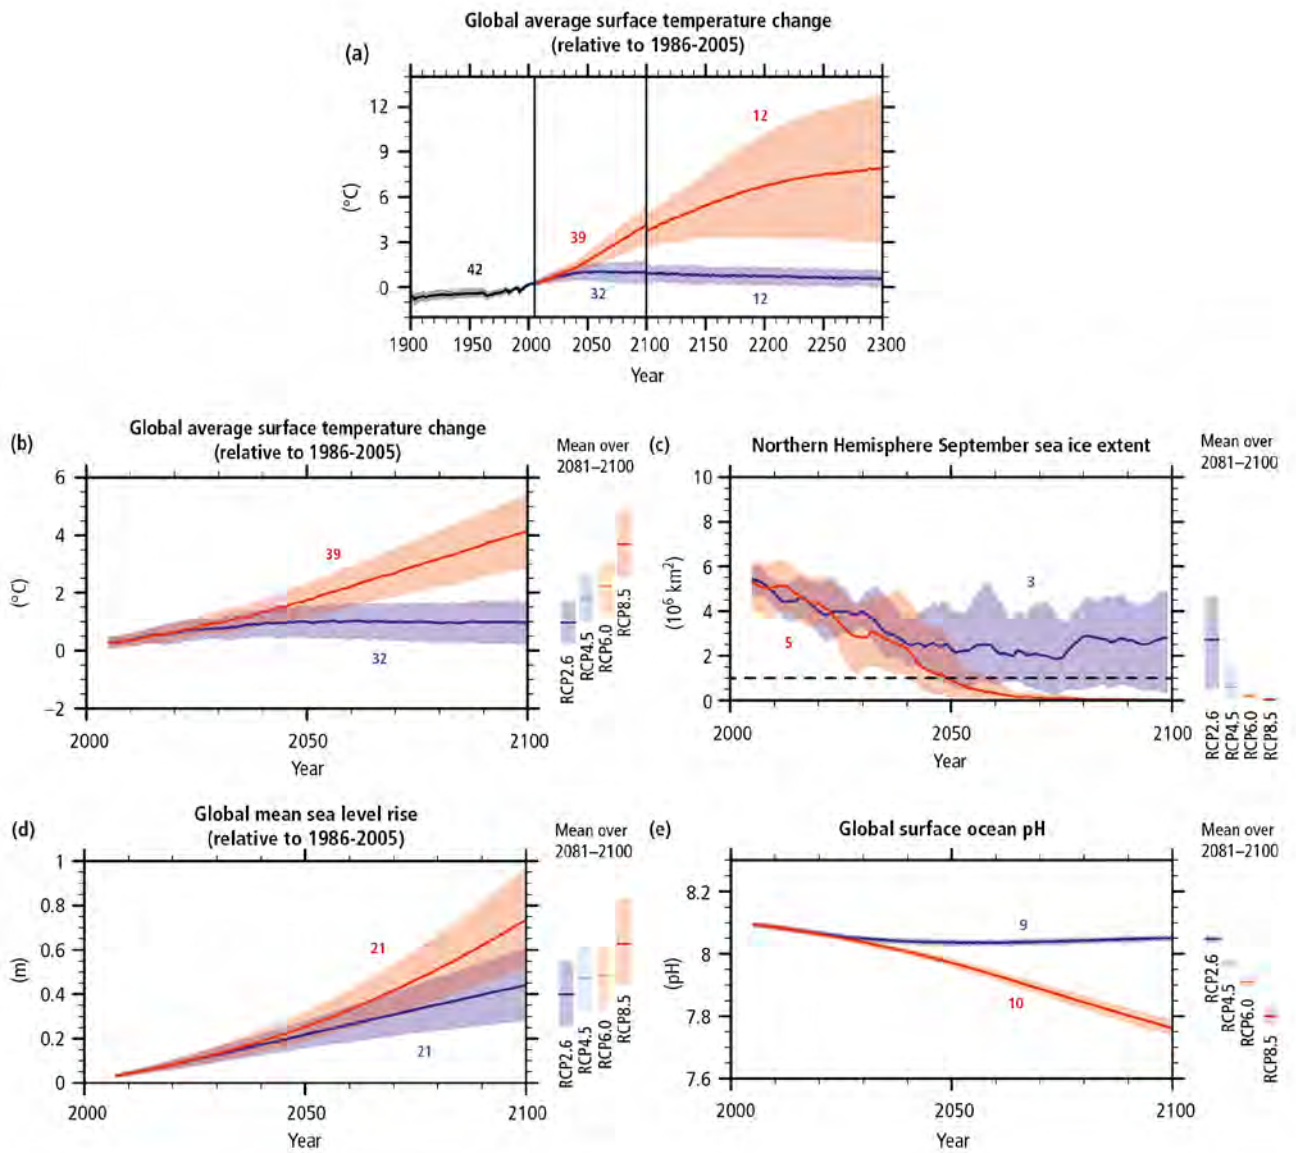 Global average surface temperature change
(relative to 1986-2005)
(a)
12
9
6
3
0
(°C)
12
39
42
32
12
1900 1950 2000 2050 2100 2150 2200 2250 2300
Year
(b)
Global average surface temperature change
(relative to 1986-2005)
Mean over
2081–2100
6
4
2
0
−2
(°C)
39
32
2000 2050 2100
Year
RCP2.6
RCP4.5
RCP6.0
RCP8.5
(c)
Northern Hemisphere September sea ice extent
Mean over
2081–2100
10
8
6
4
2
0
(10⁶ km²)
3
5
2000 2050 2100
Year
RCP2.6
RCP4.5
RCP6.0
RCP8.5
(d)
Global mean sea level rise
(relative to 1986-2005)
Mean over
2081–2100
1
0.8
0.6
0.4
0.2
0
(m)
21
21
2000 2050 2100
Year
RCP2.6
RCP4.5
RCP6.0
RCP8.5
(e)
Global surface ocean pH
Mean over
2081–2100
8.2
8
7.8
7.6
(pH)
9
10
2000 2050 2100
Year
RCP2.6
RCP4.5
RCP6.0
RCP8.5